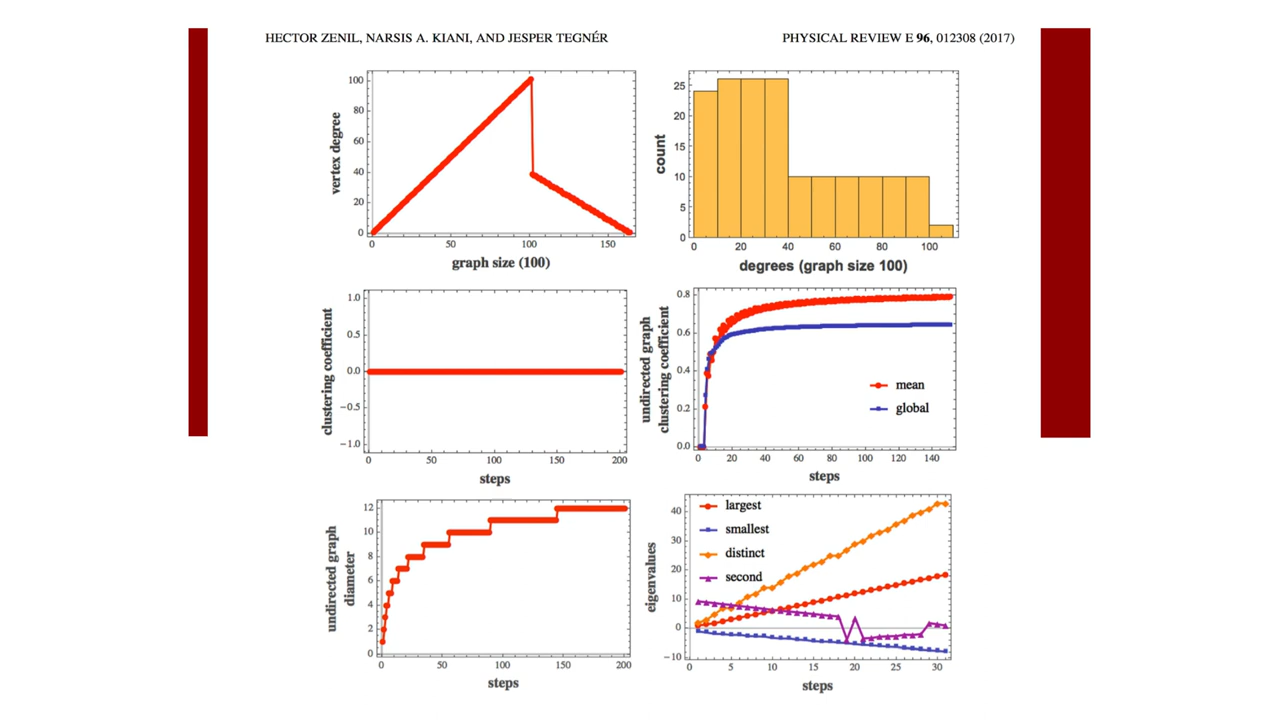 HECTOR ZENIL, NARSIS A. KIANI, AND JESPER TEGNÉR
PHYSICAL REVIEW E 96, 012308 (2017)
vertex degree
100
80
60
40
20
0
0 50 100 150
graph size (100)
count
25
20
15
10
5
0
0 20 40 60 80 100
degrees (graph size 100)
clustering coefficient
1.0
0.5
0.0
−0.5
−1.0
0 50 100 150 200
steps
undirected graph
clustering coefficient
0.8
0.6
0.4
0.2
0.0
mean
global
0 20 40 60 80 100 120 140
steps
undirected graph
diameter
12
10
8
6
4
2
0
0 50 100 150 200
steps
eigenvalues
40
30
20
10
0
−10
largest
smallest
distinct
second
0 5 10 15 20 25 30
steps